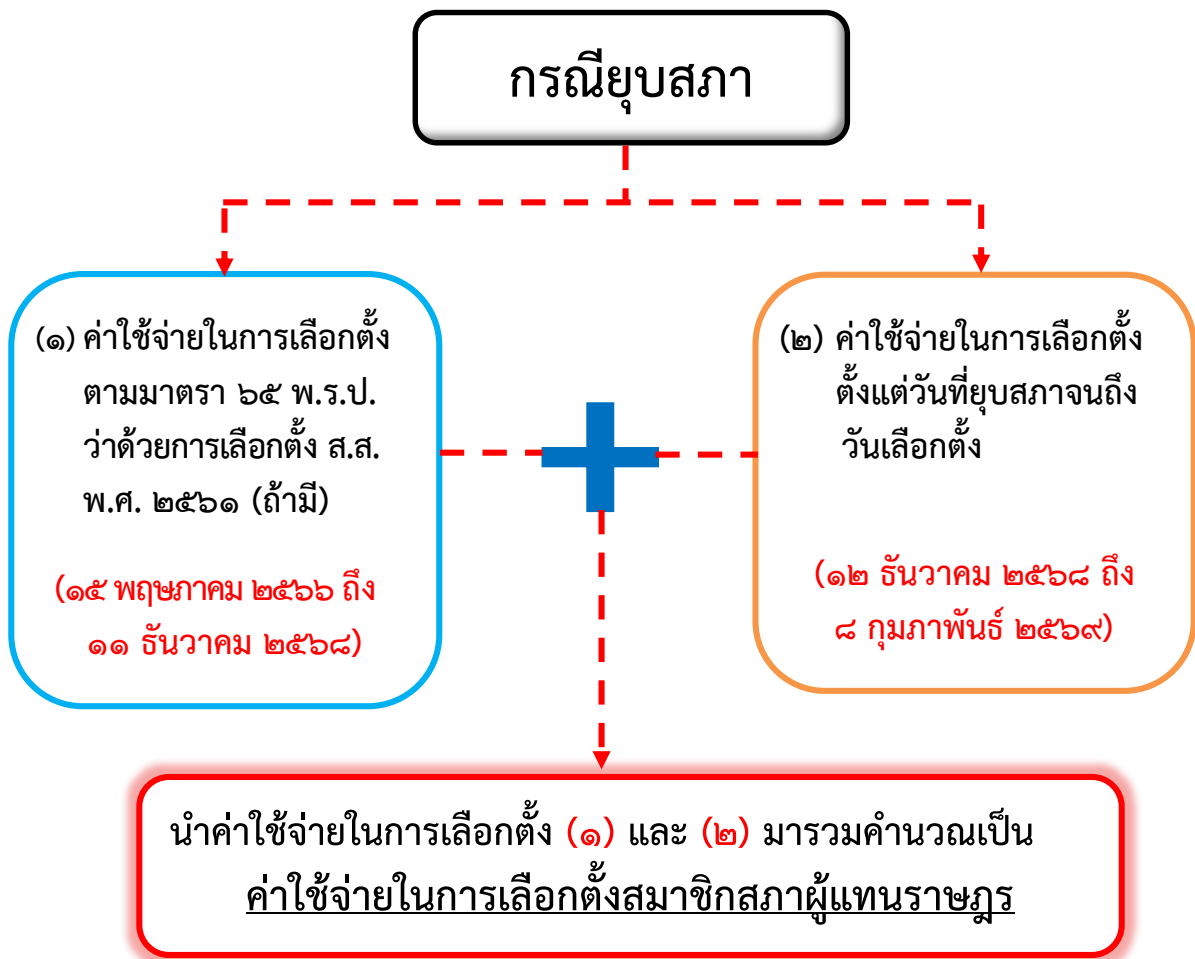 กรณียุบสภา
(๑) ค่าใช้จ่ายในการเลือกตั้ง
ตามมาตรา ๖๕ พ.ร.ป.
ว่าด้วยการเลือกตั้ง ส.ส.
พ.ศ. ๒๕๖๑ (ถ้ามี)
(๑๕ พฤษภาคม ๒๕๖๖ ถึง
๑๑ ธันวาคม ๒๕๖๘)
(๒) ค่าใช้จ่ายในการเลือกตั้ง
ตั้งแต่วันที่ยุบสภาจนถึง
วันเลือกตั้ง
(๑๒ ธันวาคม ๒๕๖๘ ถึง
๘ กุมภาพันธ์ ๒๕๖๙)
นำค่าใช้จ่ายในการเลือกตั้ง (๑) และ (๒) มารวมคำนวณเป็น
ค่าใช้จ่ายในการเลือกตั้งสมาชิกสภาผู้แทนราษฎร